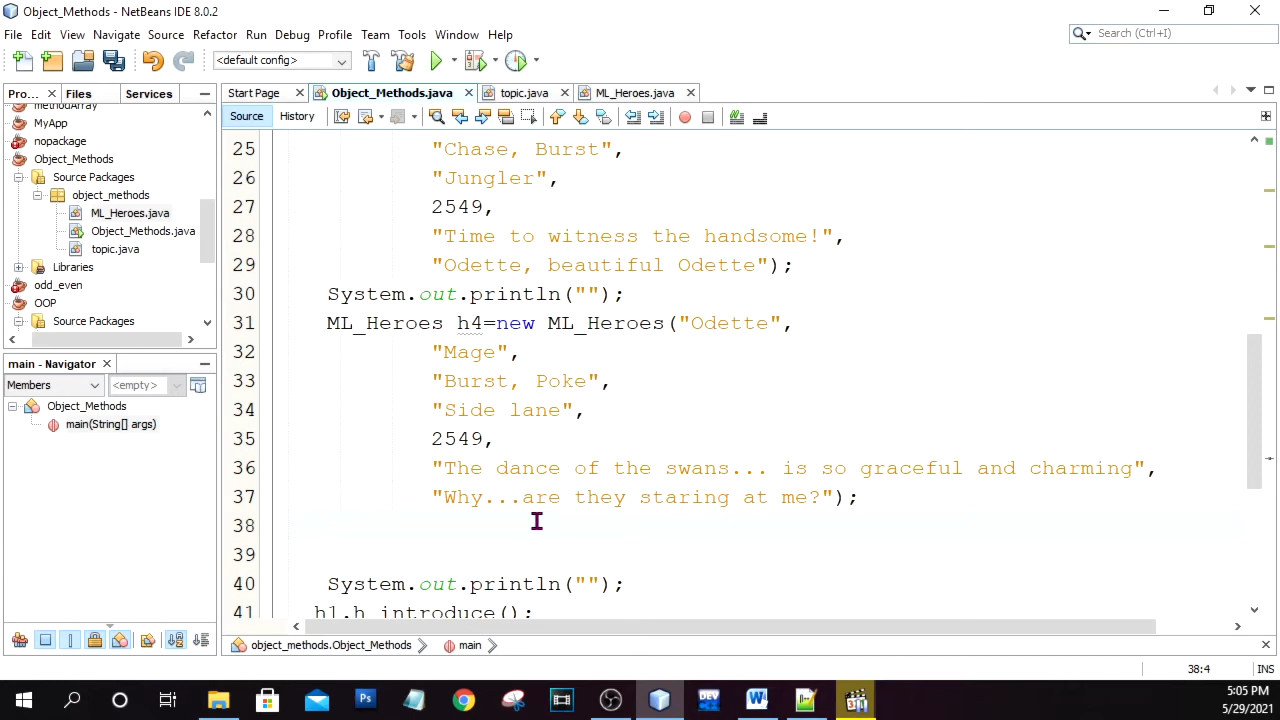 Object_Methods - NetBeans IDE 8.0.2
File Edit View Navigate Source Refactor Run Debug Profile Team Tools Window Help
Search (Ctrl+I)
<default config>
Pro... Files Services
Start Page Object_Methods.java topic.java ML_Heroes.java
Source History
methodArray
MyApp
nopackage
Object_Methods
Source Packages
object_methods
ML_Heroes.java
Object_Methods.java
topic.java
Libraries
odd_even
OOP
Source Packages
main - Navigator
Members <empty>
Object_Methods
main(String[] args)
25 "Chase, Burst",
26 "Jungler",
27 2549,
28 "Time to witness the handsome!",
29 "Odette, beautiful Odette");
30 System.out.println("");
31 ML_Heroes h4=new ML_Heroes("Odette",
32 "Mage",
33 "Burst, Poke",
34 "Side lane",
35 2549,
36 "The dance of the swans... is so graceful and charming",
37 "Why...are they staring at me?");
38
39
40 System.out.println("");
41 h1.h_introduce();
object_methods.Object_Methods main
38:4 INS
5:05 PM
5/29/2021